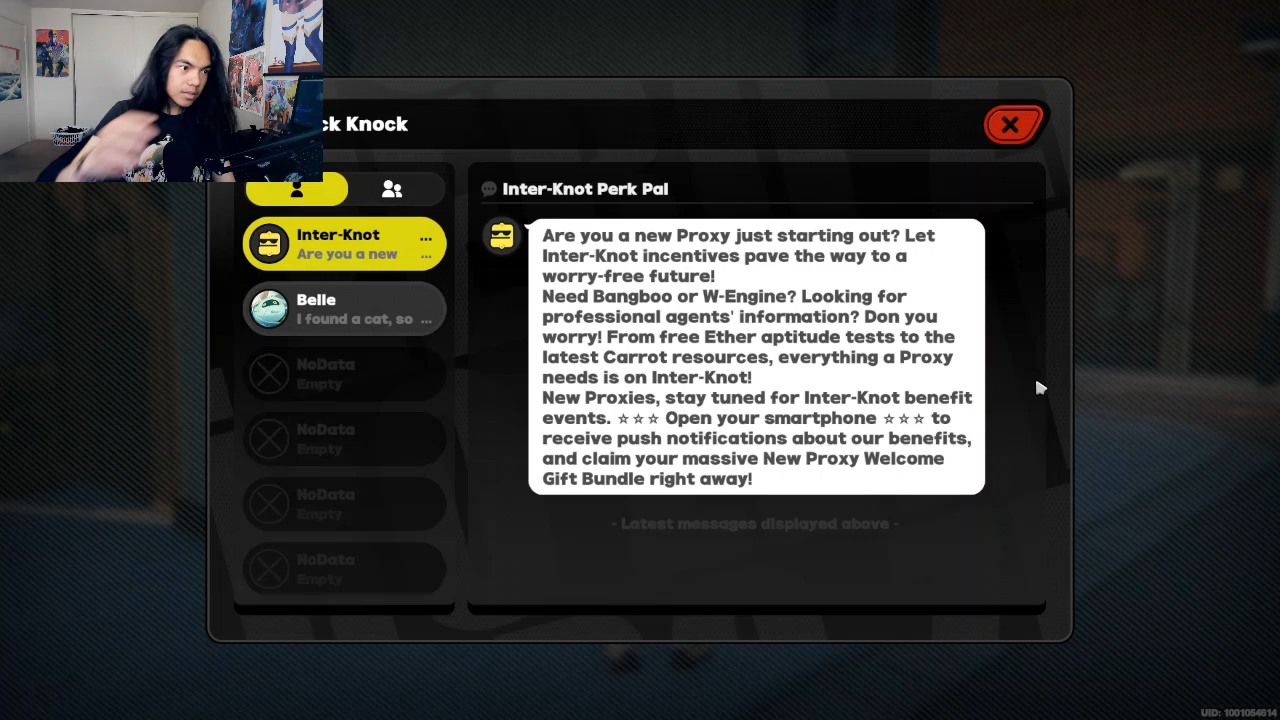 ck Knock
Inter-Knot ...
Are you a new ...
Belle
I found a cat, so ...
NoData
Empty
NoData
Empty
NoData
Empty
NoData
Empty
Inter-Knot Perk Pal
Are you a new Proxy just starting out? Let
Inter-Knot incentives pave the way to a
worry-free future!
Need Bangboo or W-Engine? Looking for
professional agents' information? Don you
worry! From free Ether aptitude tests to the
latest Carrot resources, everything a Proxy
needs is on Inter-Knot!
New Proxies, stay tuned for Inter-Knot benefit
events. ☆☆☆ Open your smartphone ☆☆☆ to
receive push notifications about our benefits,
and claim your massive New Proxy Welcome
Gift Bundle right away!
- Latest messages displayed above -
UID: 1001054614